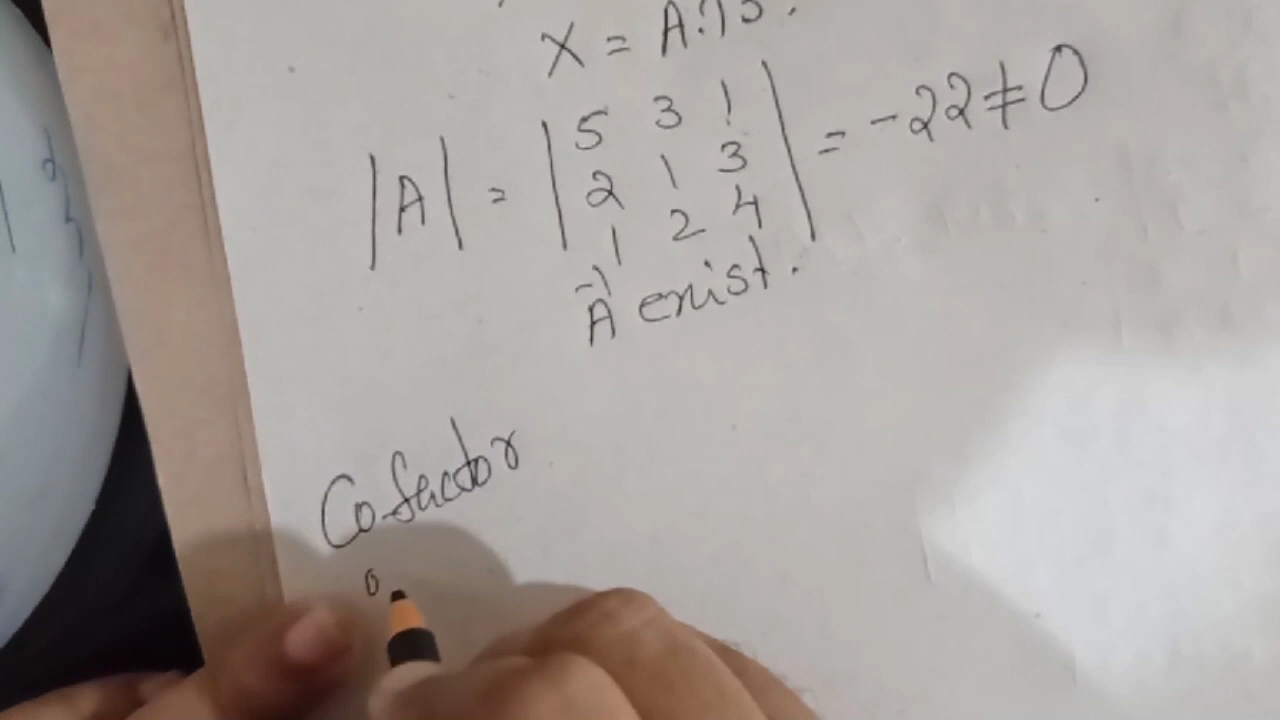 X = A⁻¹B.
|A| = | 5 3 1 | = -22 ≠ 0
2 1 3
1 2 4
A⁻¹ exist.
Cofactor